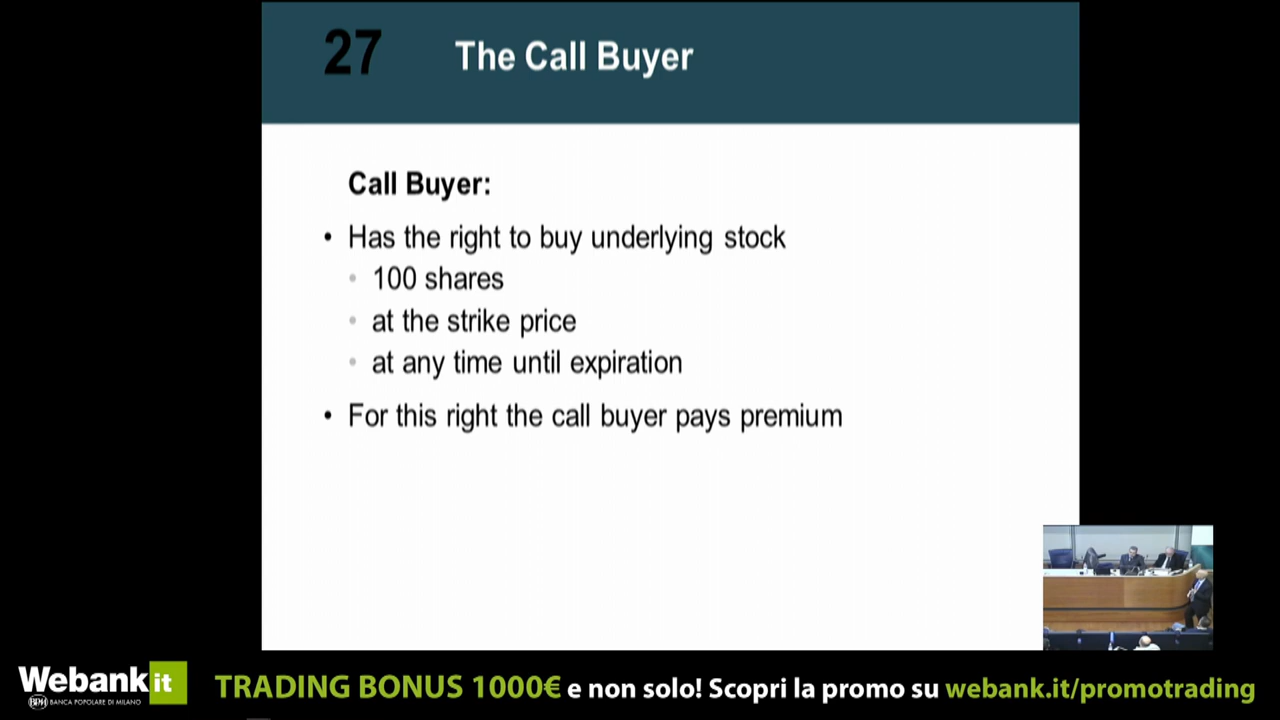 27 The Call Buyer
Call Buyer:
• Has the right to buy underlying stock
• 100 shares
• at the strike price
• at any time until expiration
• For this right the call buyer pays premium
Webank it
BPM BANCA POPOLARE DI MILANO
TRADING BONUS 1000€ e non solo! Scopri la promo su webank.it/promotrading